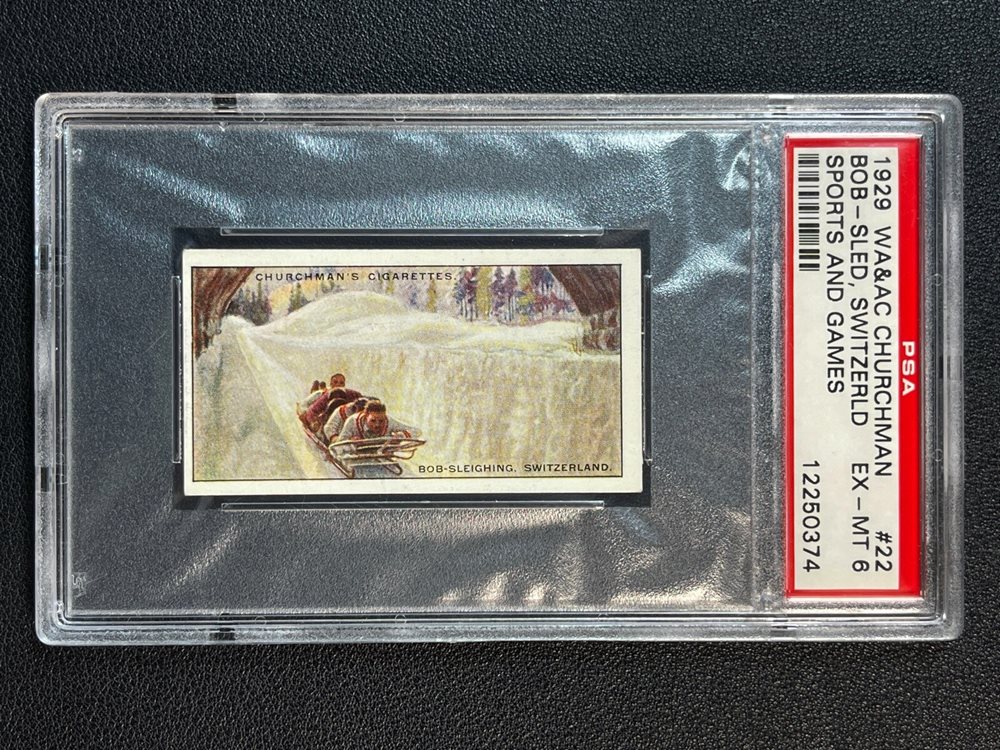 CHURCHMAN'S CIGARETTES.
BOB-SLEIGHING, SWITZERLAND.
PSA
1929 WA&AC CHURCHMAN #22
BOB-SLED, SWITZERLD EX-MT 6
SPORTS AND GAMES
12250374